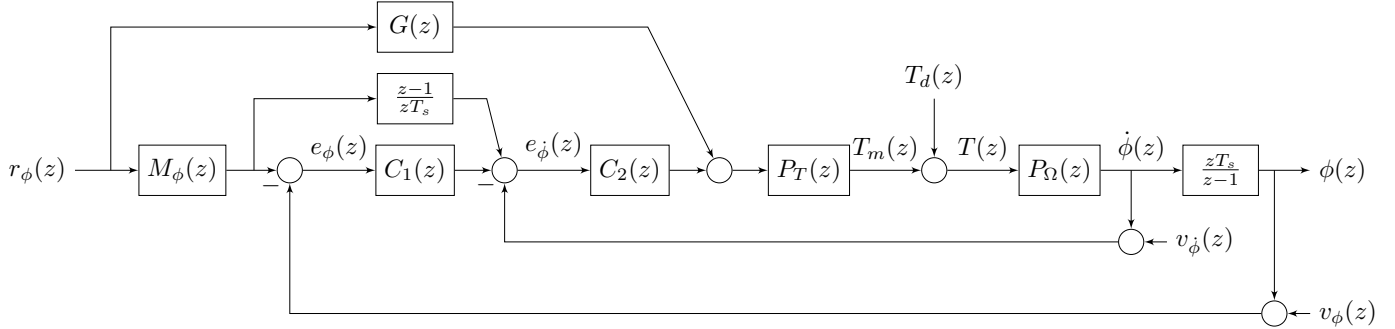 G(z)
z−1
zT_s
T_d(z)
r_ϕ(z) M_ϕ(z) − e_ϕ(z) C_1(z) − e_ϕ̇(z) C_2(z) P_T(z) T_m(z) T(z) P_Ω(z) ϕ̇(z) zT_s/z−1 ϕ(z)
v_ϕ̇(z)
v_ϕ(z)